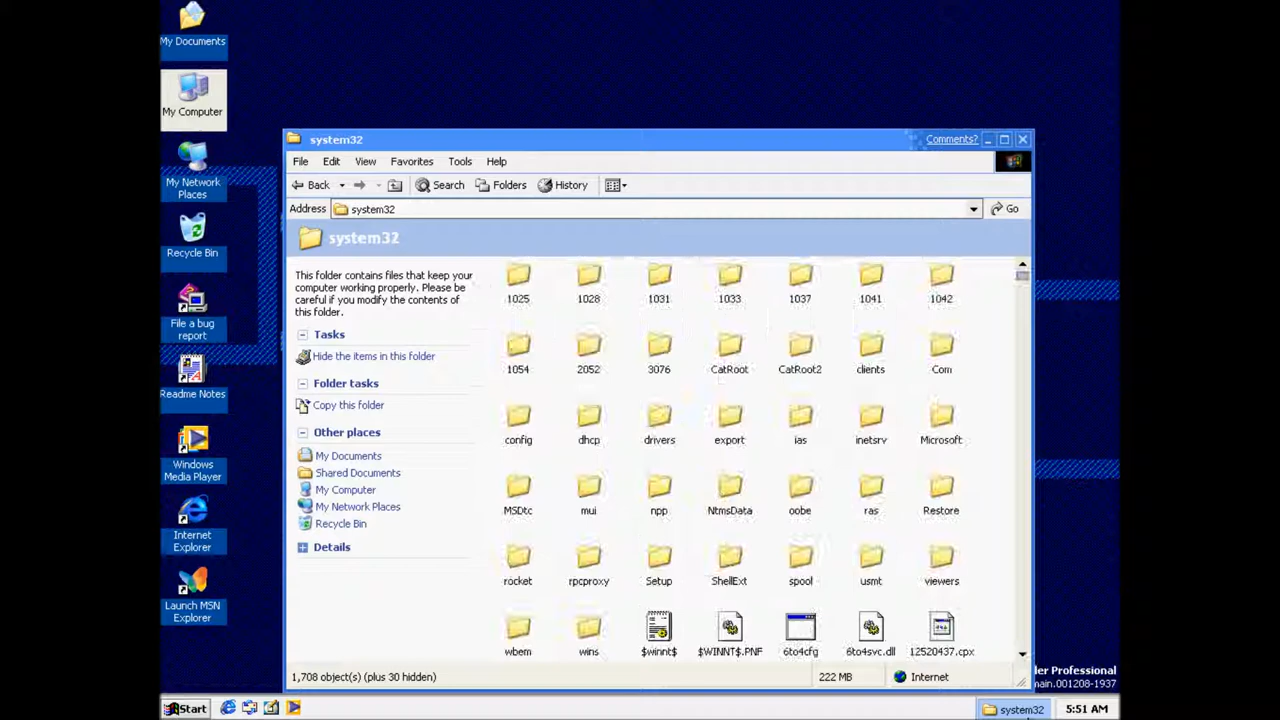 My Documents
My Computer
My Network
Places
Recycle Bin
File a bug
report
Readme Notes
Windows
Media Player
Internet
Explorer
Launch MSN
Explorer
system32
Comments?
File Edit View Favorites Tools Help
Back Search Folders History
Address system32 Go
system32
This folder contains files that keep your
computer working properly. Please be
careful if you modify the contents of
this folder.
Tasks
Hide the items in this folder
Folder tasks
Copy this folder
Other places
My Documents
Shared Documents
My Computer
My Network Places
Recycle Bin
Details
1025 1028 1031 1033 1037 1041 1042
1054 2052 3076 CatRoot CatRoot2 clients Com
config dhcp drivers export ias inetsrv Microsoft
MSDtc mui npp NtmsData oobe ras Restore
rocket rpcproxy Setup ShellExt spool usmt viewers
wbem wins $winnt$ $WINNT$.PNF 6to4cfg 6to4svc.dll 12520437.cpx
1,708 object(s) (plus 30 hidden) 222 MB Internet
der Professional
main.001208-1937
Start system32 5:51 AM